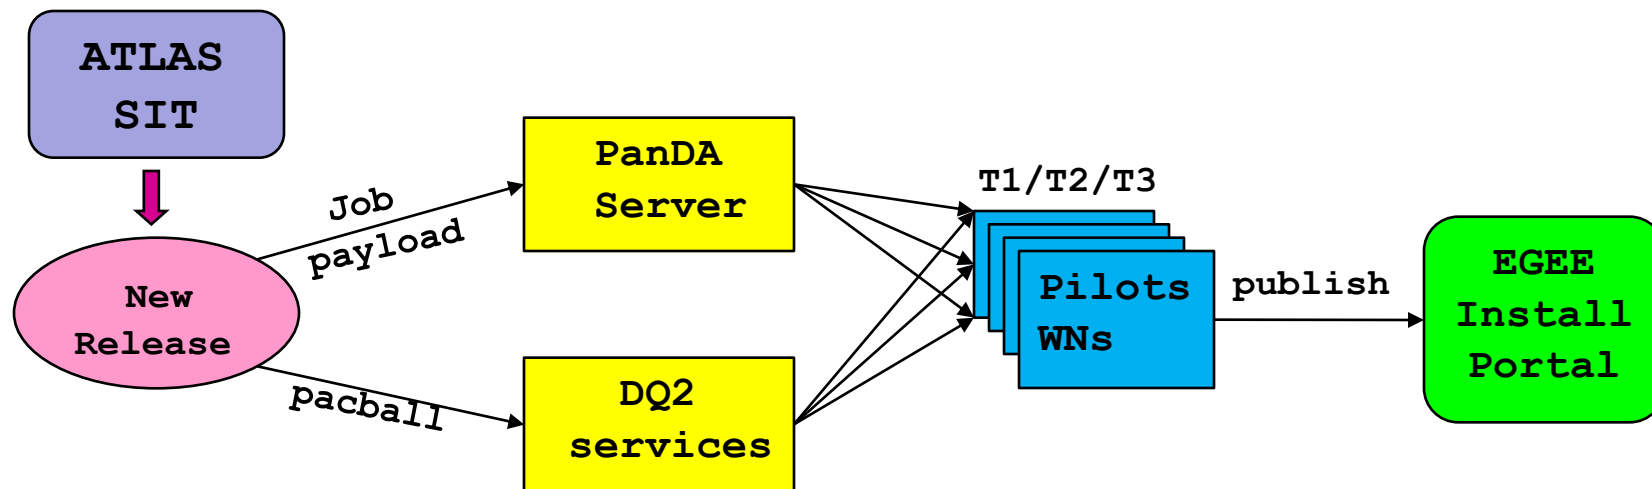 ATLAS
SIT
New
Release
Job
payload
pacball
PanDA
Server
DQ2
services
T1/T2/T3
Pilots
WNs
publish
EGEE
Install
Portal